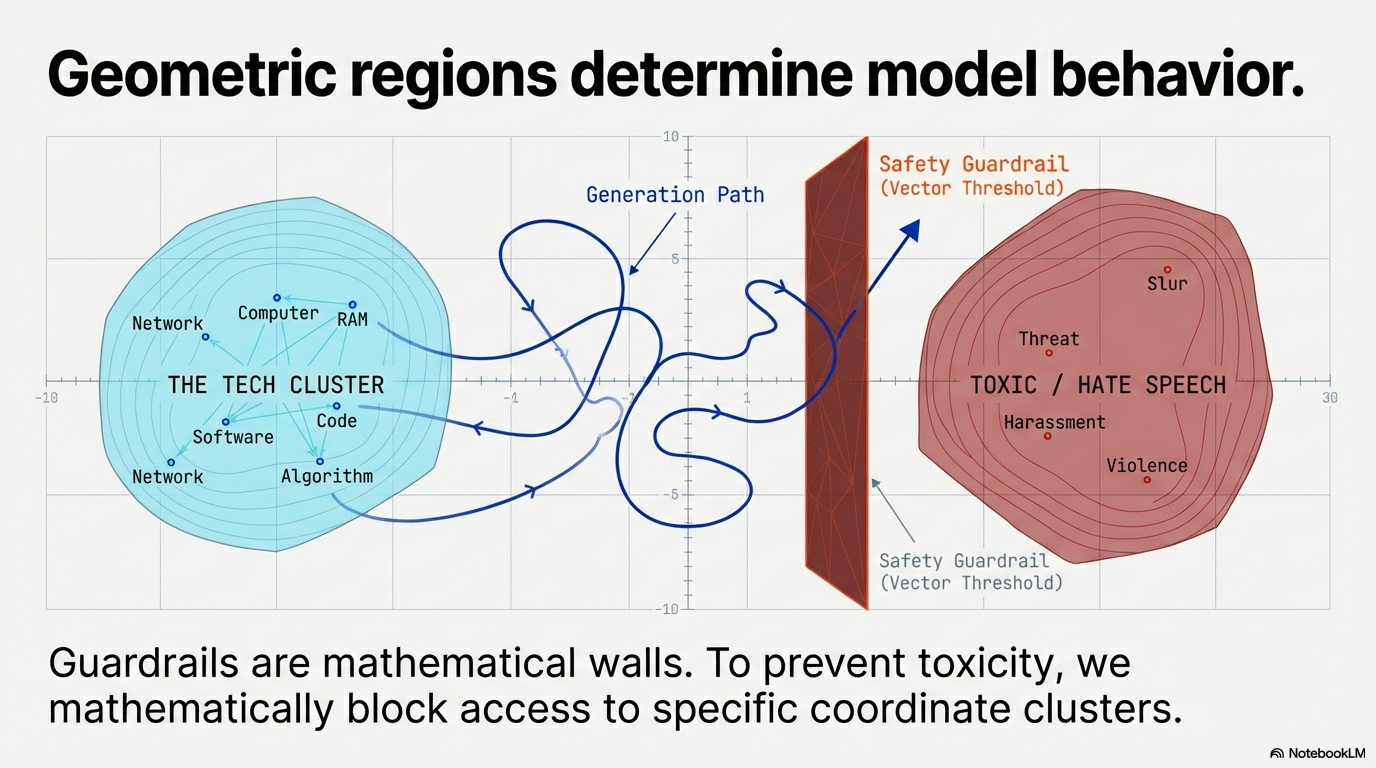 Geometric regions determine model behavior.
10
Safety Guardrail
(Vector Threshold)
Generation Path
5
Slur
Computer
RAM
Network
Threat
THE TECH CLUSTER
TOXIC / HATE SPEECH
-10
-1
1
30
Code
Software
Harassment
Network
Algorithm
Violence
-5
Safety Guardrail
(Vector Threshold)
-10
Guardrails are mathematical walls. To prevent toxicity, we
mathematically block access to specific coordinate clusters.
NotebookLM